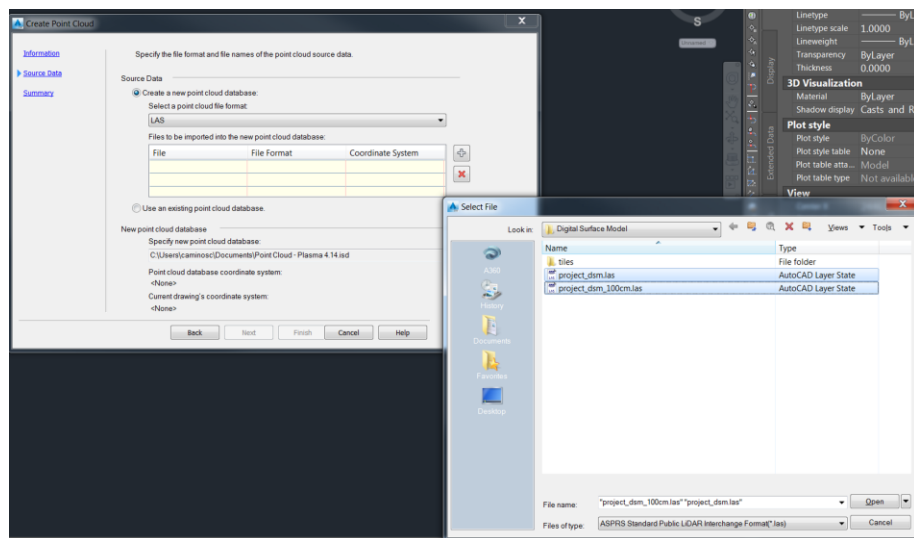 Create Point Cloud
Information
Source Data
Summary
Specify the file format and file names of the point cloud source data.
Source Data
Create a new point cloud database:
Select a point cloud file format:
LAS
Files to be imported into the new point cloud database:
File File Format Coordinate System
Use an existing point cloud database.
New point cloud database
Specify new point cloud database:
C:\Users\caminosc\Documents\Point Cloud - Plasma 4.14.isd
Point cloud database coordinate system:
<None>
Current drawing's coordinate system:
<None>
Back Next Finish Cancel Help
S
Unnamed
Display
Extended Data
Linetype ByL
Linetype scale 1.0000
Lineweight ByL
Transparency ByLayer
Thickness 0.0000
3D Visualization
Material ByLayer
Shadow display Casts and R
Plot style
Plot style ByColor
Plot style table None
Plot table atta... Model
Plot table type Not availabl
View
Select File
Look in: Digital Surface Model Views Tools
Name Type
tiles File folder
project_dsm.las AutoCAD Layer State
project_dsm_100cm.las AutoCAD Layer State
A360
History
Documents
Favorites
Desktop
File name: "project_dsm_100cm.las" "project_dsm.las" Open
Files of type: ASPRS Standard Public LiDAR Interchange Format(*.las) Cancel